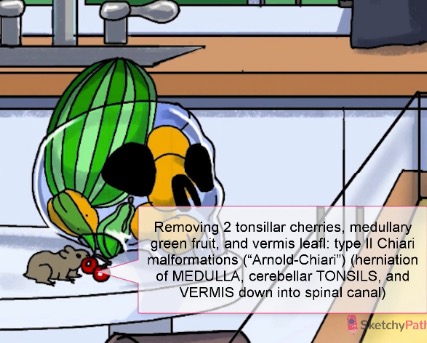 Removing 2 tonsillar cherries, medullary
green fruit, and vermis leafl: type II Chiari
malformations ("Arnold-Chiari") (herniation
of MEDULLA, cerebellar TONSILS, and
VERMIS down into spinal canal)
SketchyPath